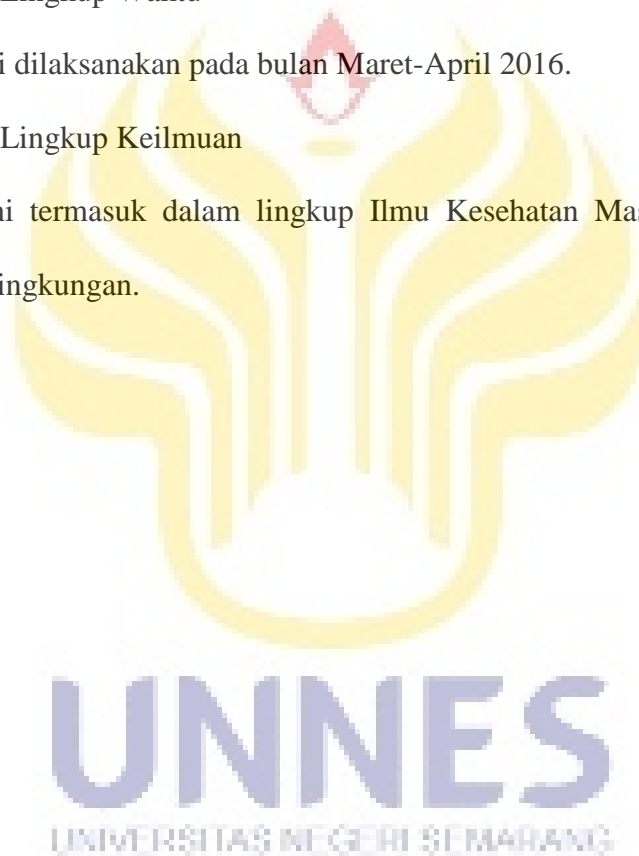 Lingkup Waktu
i dilaksanakan pada bulan Maret-April 2016.
Lingkup Keilmuan
ni termasuk dalam lingkup Ilmu Kesehatan Mas
ingkungan.
UNNES
UNIVERSITAS NEGERI SEMARANG